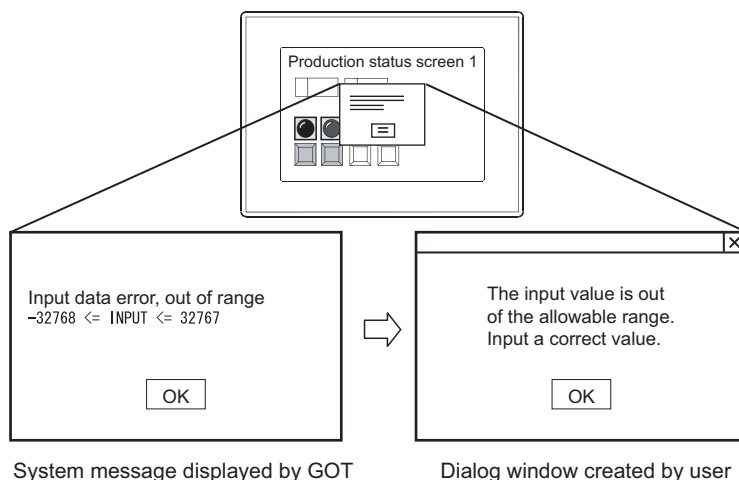 Production status screen 1
Input data error, out of range
-32768 <= INPUT <= 32767
OK
The input value is out
of the allowable range.
Input a correct value.
OK
System message displayed by GOT
Dialog window created by user